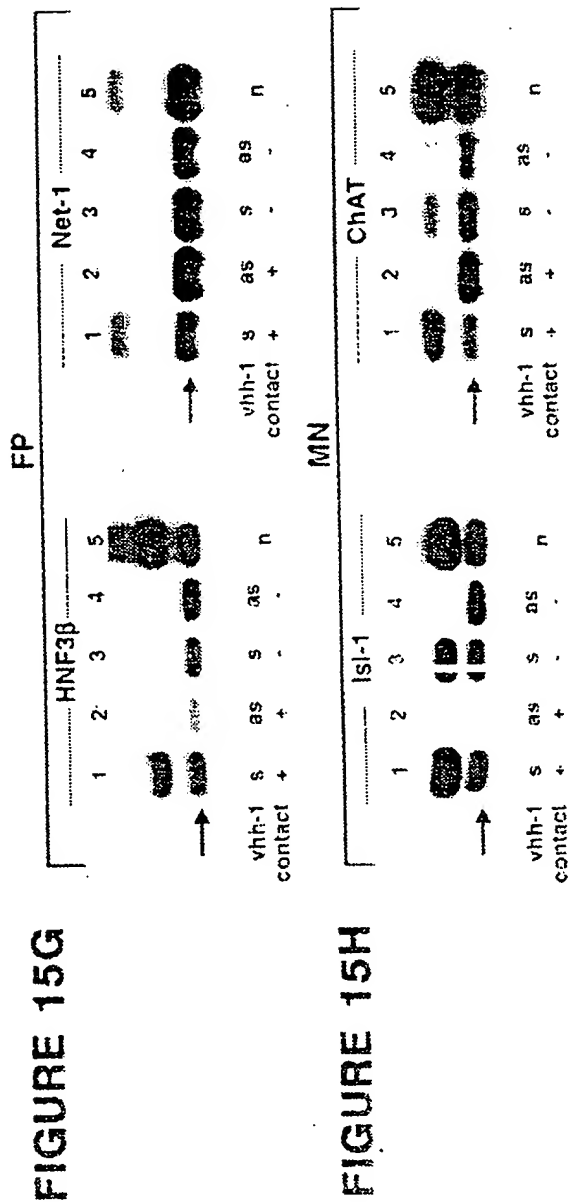 FIGURE 15G
FP
HNF3β Net-1
1 2 3 4 5 1 2 3 4 5
vhh-1 s as s as n vhh-1 s as s as n
contact + + - - contact + + - -
FIGURE 15H
MN
Isl-1 ChAT
1 2 3 4 5 1 2 3 4 5
vhh-1 s as s as n vhh-1 s as s as n
contact + + - - contact + + - -